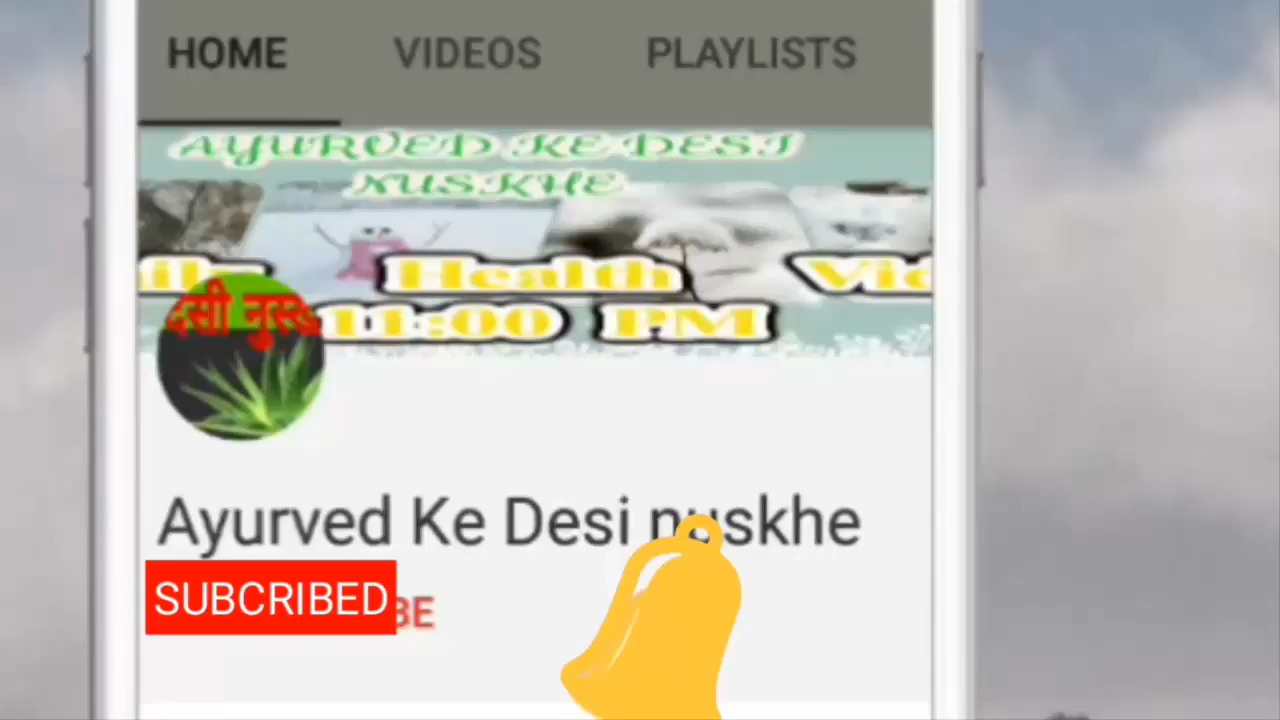 HOME VIDEOS PLAYLISTS
AYURVED KE DESI
NUSKHE
Health
11:00 PM
Ayurved Ke Desi nuskhe
SUBCRIBED